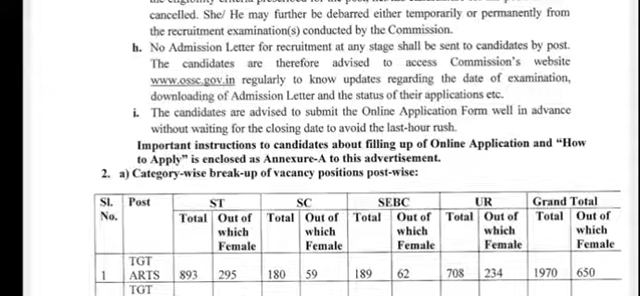 cancelled. She/ He may further be debarred either temporarily or permanently from
the recruitment examination(s) conducted by the Commission.
h. No Admission Letter for recruitment at any stage shall be sent to candidates by post.
The candidates are therefore advised to access Commission's website
www.ossc.gov.in regularly to know updates regarding the date of examination,
downloading of Admission Letter and the status of their applications etc.
i. The candidates are advised to submit the Online Application Form well in advance
without waiting for the closing date to avoid the last-hour rush.
Important instructions to candidates about filling up of Online Application and "How
to Apply" is enclosed as Annexure-A to this advertisement.
2. a) Category-wise break-up of vacancy positions post-wise:
Sl. No. Post ST SC SEBC UR Grand Total
Total Out of which Female Total Out of which Female Total Out of which Female Total Out of which Female Total Out of which Female
1 TGT ARTS 893 295 180 59 189 62 708 234 1970 650
TGT